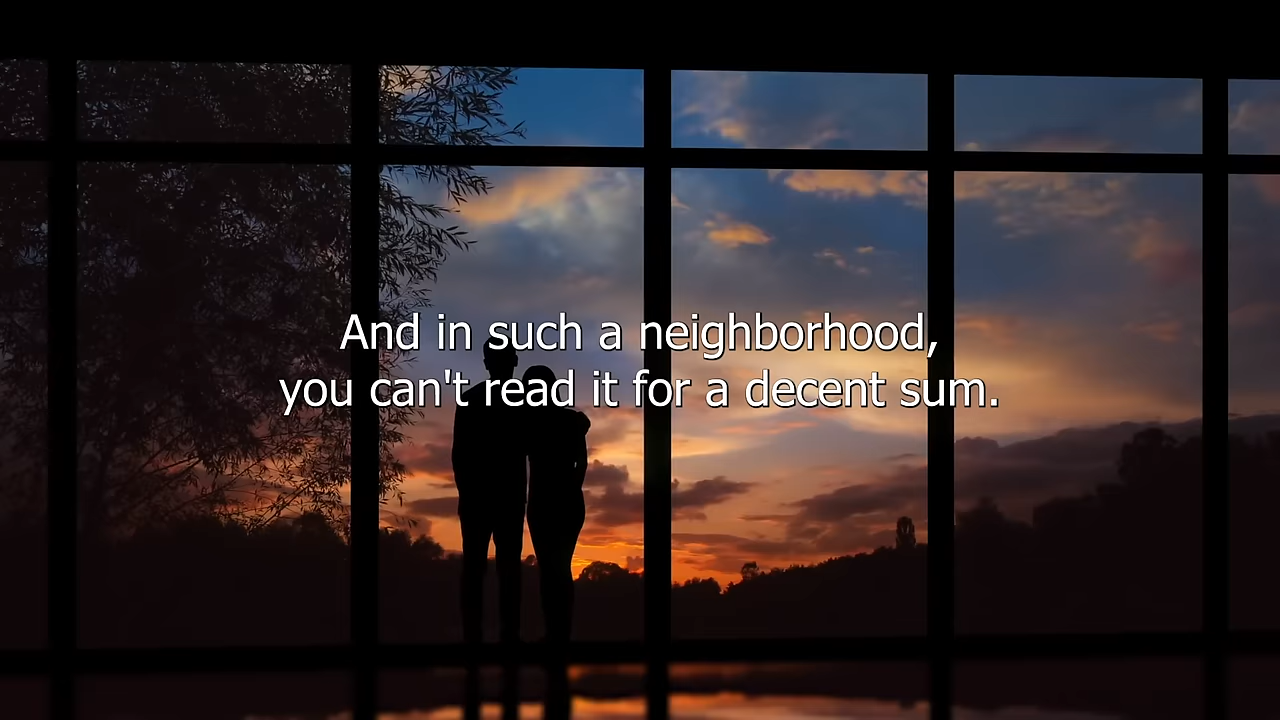 And in such a neighborhood,
you can't read it for a decent sum.